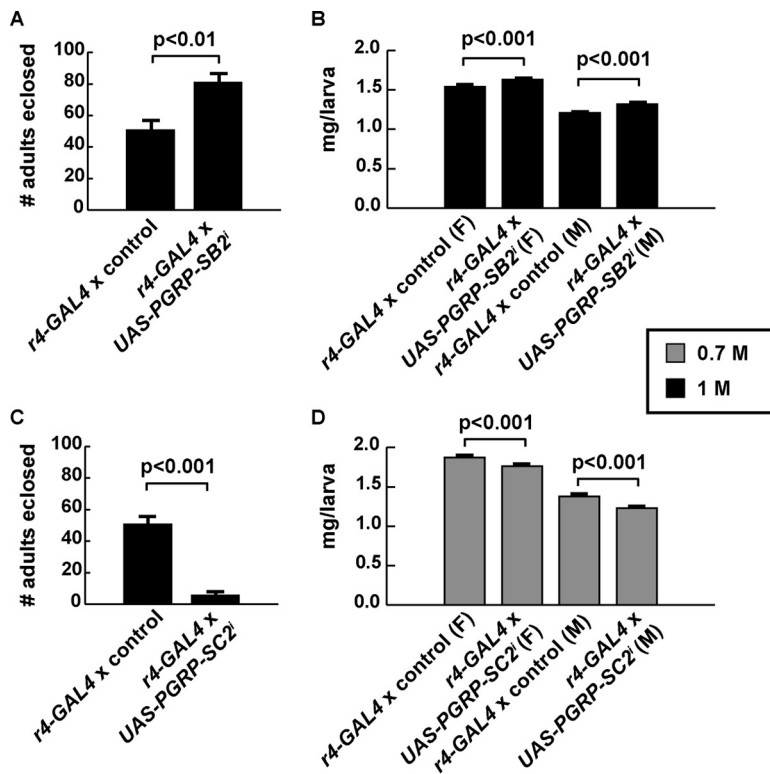 A
p<0.01
# adults eclosed
100
80
60
40
20
0
r4-GAL4 x control
r4-GAL4 x
UAS-PGRP-SB2i
B
p<0.001
p<0.001
mg/larva
2.0
1.5
1.0
0.0
r4-GAL4 x control (F)
r4-GAL4 x
UAS-PGRP-SB2i (F)
r4-GAL4 x control (M)
r4-GAL4 x
UAS-PGRP-SB2i (M)
0.7 M
1 M
C
p<0.001
# adults eclosed
100
80
60
40
20
0
r4-GAL4 x control
r4-GAL4 x
UAS-PGRP-SC2i
D
p<0.001
p<0.001
mg/larva
2.0
1.5
1.0
0.0
r4-GAL4 x control (F)
r4-GAL4 x
UAS-PGRP-SC2i (F)
r4-GAL4 x control (M)
r4-GAL4 x
UAS-PGRP-SC2i (M)